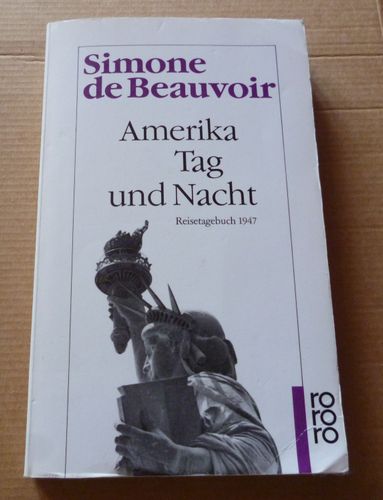 Simone
de Beauvoir
Amerika
Tag
und Nacht
Reisetagebuch 1947
ro
ro
ro